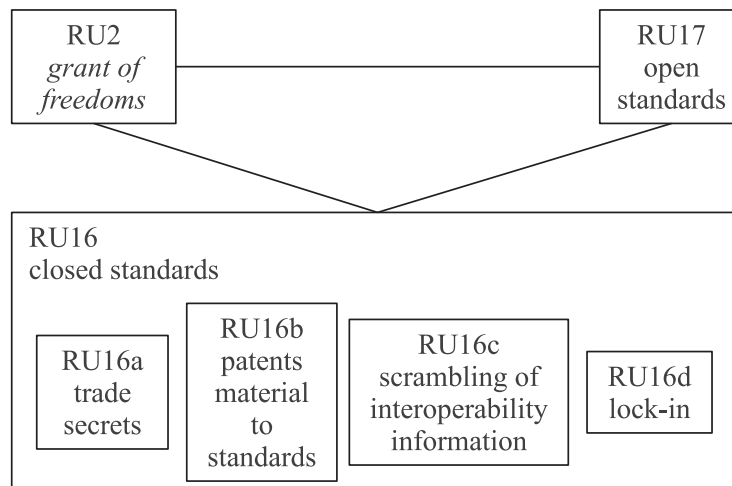 RU2
grant of
freedoms
RU17
open
standards
RU16
closed standards
RU16a
trade
secrets
RU16b
patents
material
to
standards
RU16c
scrambling of
interoperability
information
RU16d
lock-in